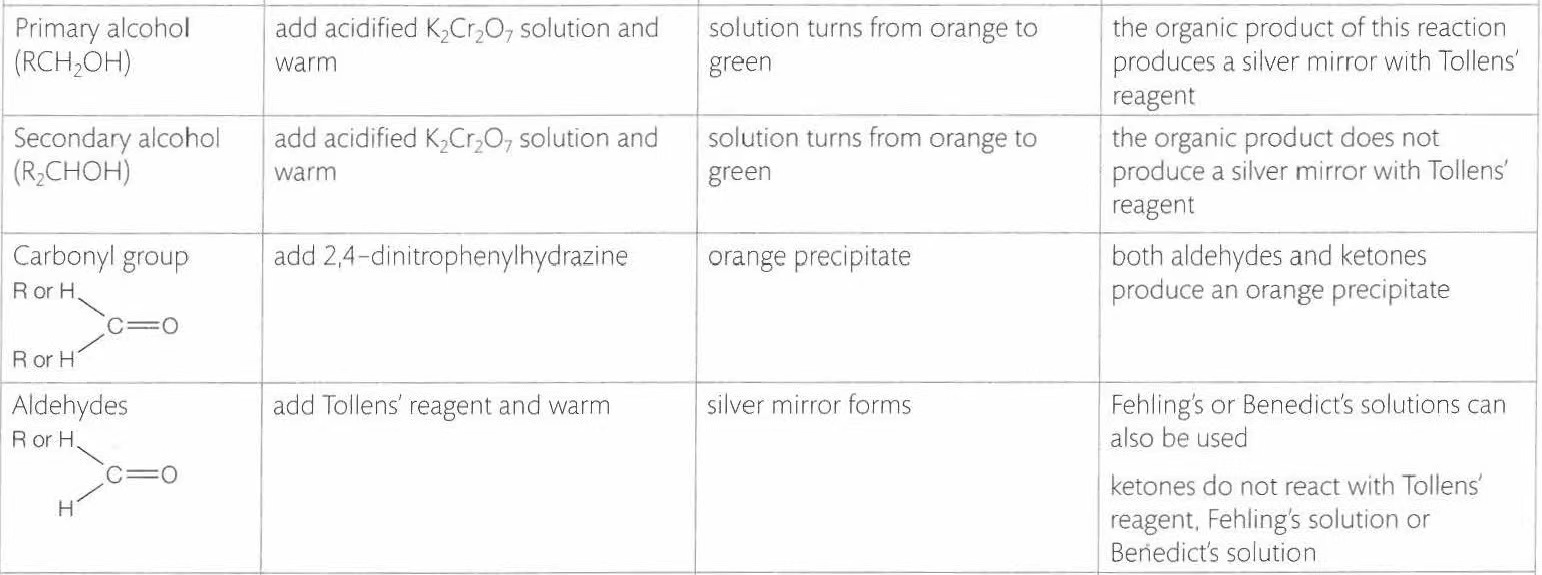 Primary alcohol
(RCH₂OH)
add acidified K₂Cr₂O₇ solution and
warm
solution turns from orange to
green
the organic product of this reaction
produces a silver mirror with Tollens'
reagent
Secondary alcohol
(R₂CHOH)
add acidified K₂Cr₂O₇ solution and
warm
solution turns from orange to
green
the organic product does not
produce a silver mirror with Tollens'
reagent
Carbonyl group
R or H
C=O
R or H
add 2,4-dinitrophenylhydrazine
orange precipitate
both aldehydes and ketones
produce an orange precipitate
Aldehydes
R or H
C=O
H
add Tollens' reagent and warm
silver mirror forms
Fehling's or Benedict's solutions can
also be used
ketones do not react with Tollens'
reagent, Fehling's solution or
Benedict's solution